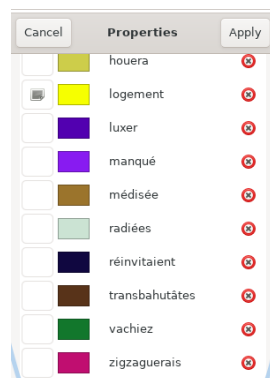 Cancel Properties Apply
houera
logement
luxer
manqué
médisée
radiées
réinvitaient
transbahutâtes
vachiez
zigzaguerais